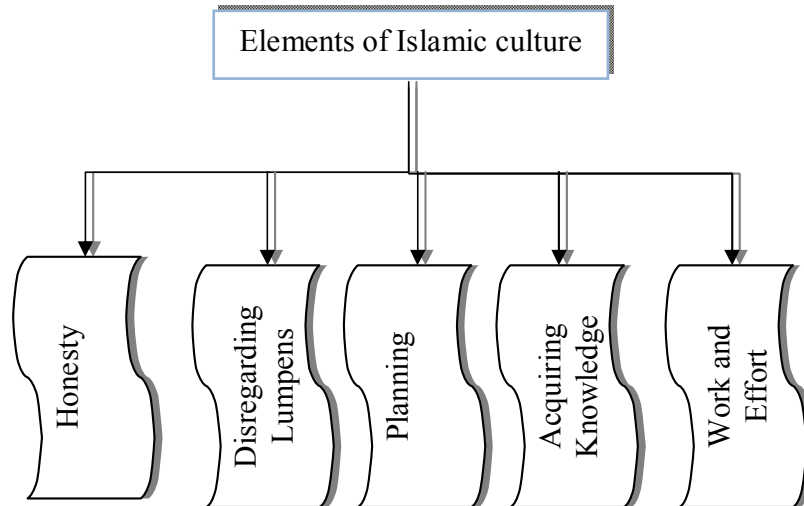 Elements of Islamic culture
Honesty
Disregarding
Lumpens
Planning
Acquiring
Knowledge
Work and
Effort